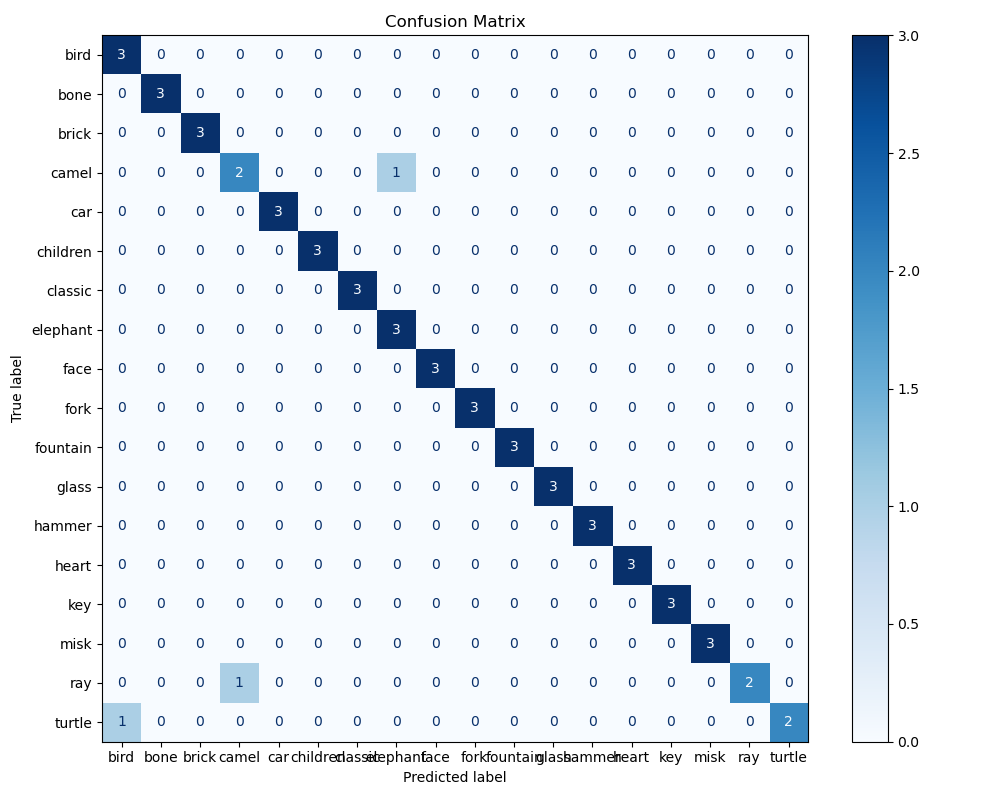 Confusion Matrix
bird 3 0 0 0 0 0 0 0 0 0 0 0 0 0 0 0 0 0 3.0
bone 0 3 0 0 0 0 0 0 0 0 0 0 0 0 0 0 0 0
brick 0 0 3 0 0 0 0 0 0 0 0 0 0 0 0 0 0 0
2.5
camel 0 0 0 2 0 0 0 1 0 0 0 0 0 0 0 0 0 0
car 0 0 0 0 3 0 0 0 0 0 0 0 0 0 0 0 0 0
children 0 0 0 0 0 3 0 0 0 0 0 0 0 0 0 0 0 0
2.0
classic 0 0 0 0 0 0 3 0 0 0 0 0 0 0 0 0 0 0
elephant 0 0 0 0 0 0 0 3 0 0 0 0 0 0 0 0 0 0
face 0 0 0 0 0 0 0 0 3 0 0 0 0 0 0 0 0 0
True label
1.5
fork 0 0 0 0 0 0 0 0 0 3 0 0 0 0 0 0 0 0
fountain 0 0 0 0 0 0 0 0 0 0 3 0 0 0 0 0 0 0
glass 0 0 0 0 0 0 0 0 0 0 0 3 0 0 0 0 0 0
1.0
hammer 0 0 0 0 0 0 0 0 0 0 0 0 3 0 0 0 0 0
heart 0 0 0 0 0 0 0 0 0 0 0 0 0 3 0 0 0 0
key 0 0 0 0 0 0 0 0 0 0 0 0 0 0 3 0 0 0
0.5
misk 0 0 0 0 0 0 0 0 0 0 0 0 0 0 0 3 0 0
ray 0 0 0 1 0 0 0 0 0 0 0 0 0 0 0 0 2 0
turtle 1 0 0 0 0 0 0 0 0 0 0 0 0 0 0 0 0 2
0.0
bird bone brick camel car children classic elephant face fork fountain glass hammer heart key misk ray turtle
Predicted label